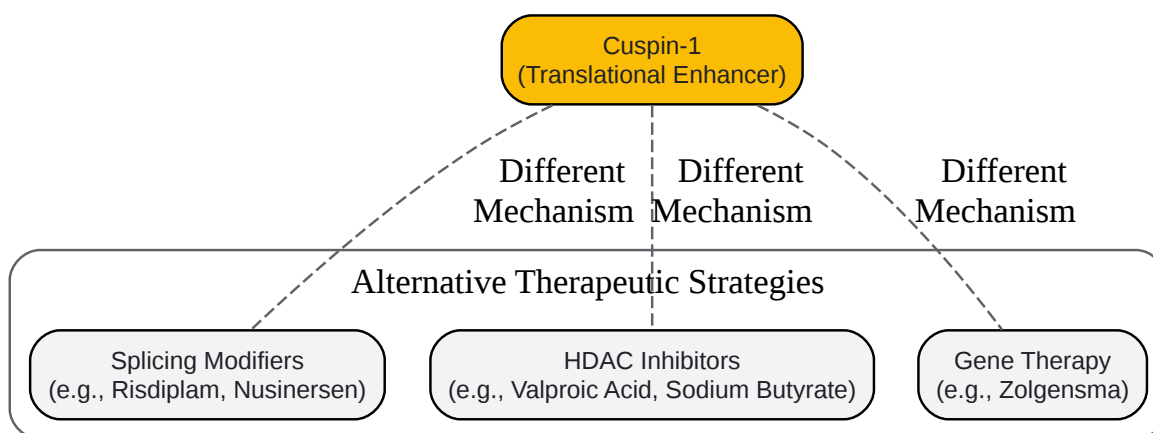 Cuspin-1
(Translational Enhancer)
Different
Mechanism
Different
Mechanism
Different
Mechanism
Alternative Therapeutic Strategies
Splicing Modifiers
(e.g., Risdiplam, Nusinersen)
HDAC Inhibitors
(e.g., Valproic Acid, Sodium Butyrate)
Gene Therapy
(e.g., Zolgensma)